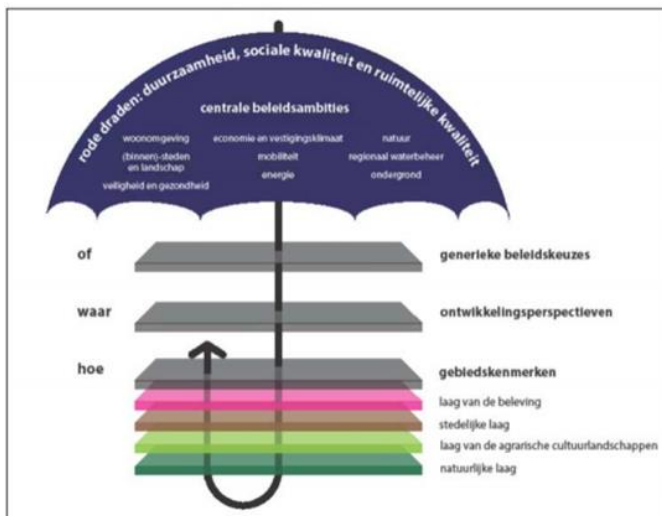 rode draden: duurzaamheid, sociale kwaliteit en ruimtelijke kwaliteit
centrale beleidsambities
woonomgeving
(binnen)-steden
en landschap
veiligheid en gezondheid
economie en vestigingsklimaat
mobiliteit
energie
natuur
regionaal waterbeheer
ondergrond
of
generieke beleidskeuzes
waar
ontwikkelingsperspectieven
hoe
gebiedskenmerken
laag van de beleving
stedelijke laag
laag van de agrarische cultuurlandschappen
natuurlijke laag